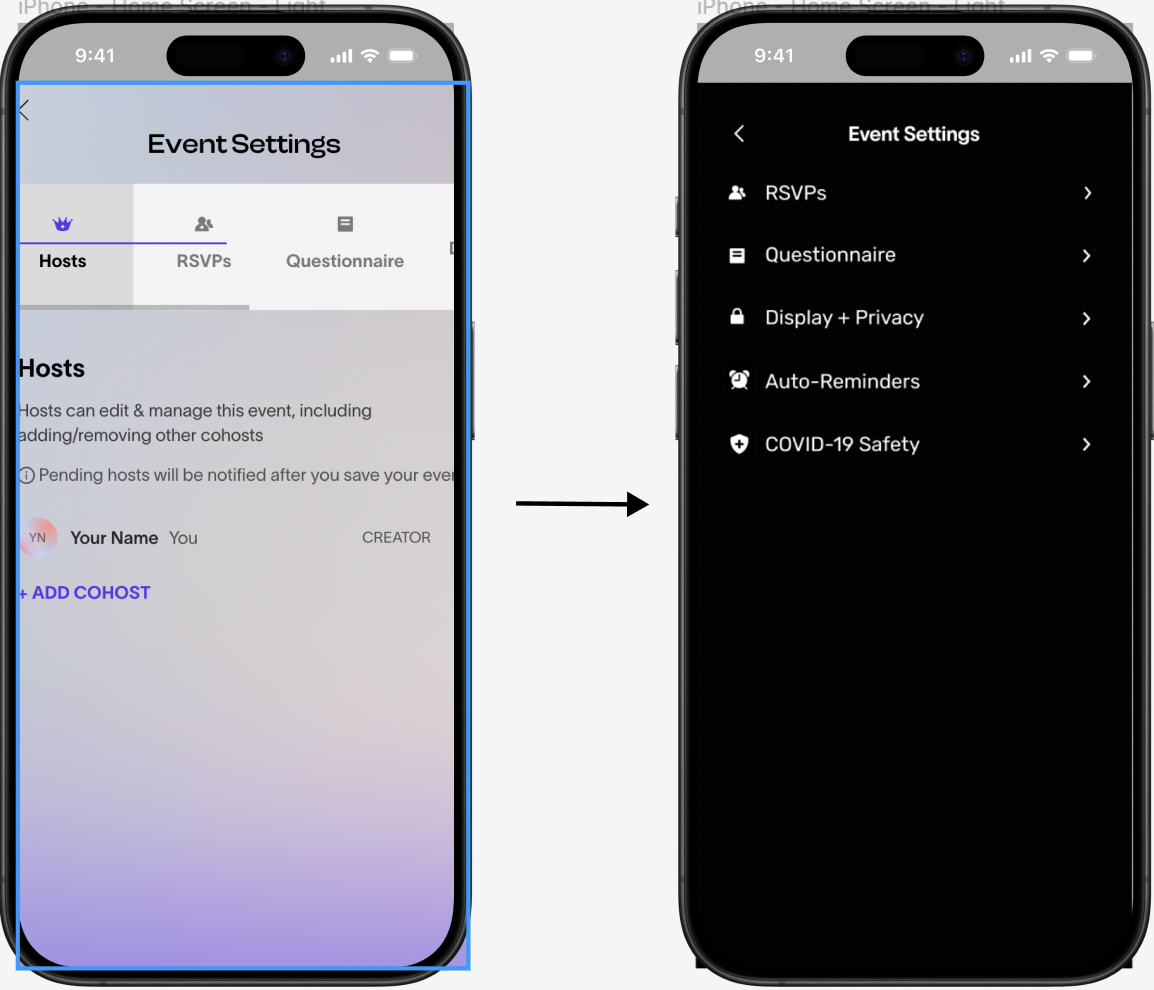 iPhone - Home Screen - Light
9:41
Event Settings
Hosts
RSVPs
Questionnaire
Hosts
Hosts can edit & manage this event, including
adding/removing other cohosts
Pending hosts will be notified after you save your even
YN
Your Name You
CREATOR
+ ADD COHOST
iPhone - Home Screen - Light
9:41
Event Settings
RSVPs
Questionnaire
Display + Privacy
Auto-Reminders
COVID-19 Safety